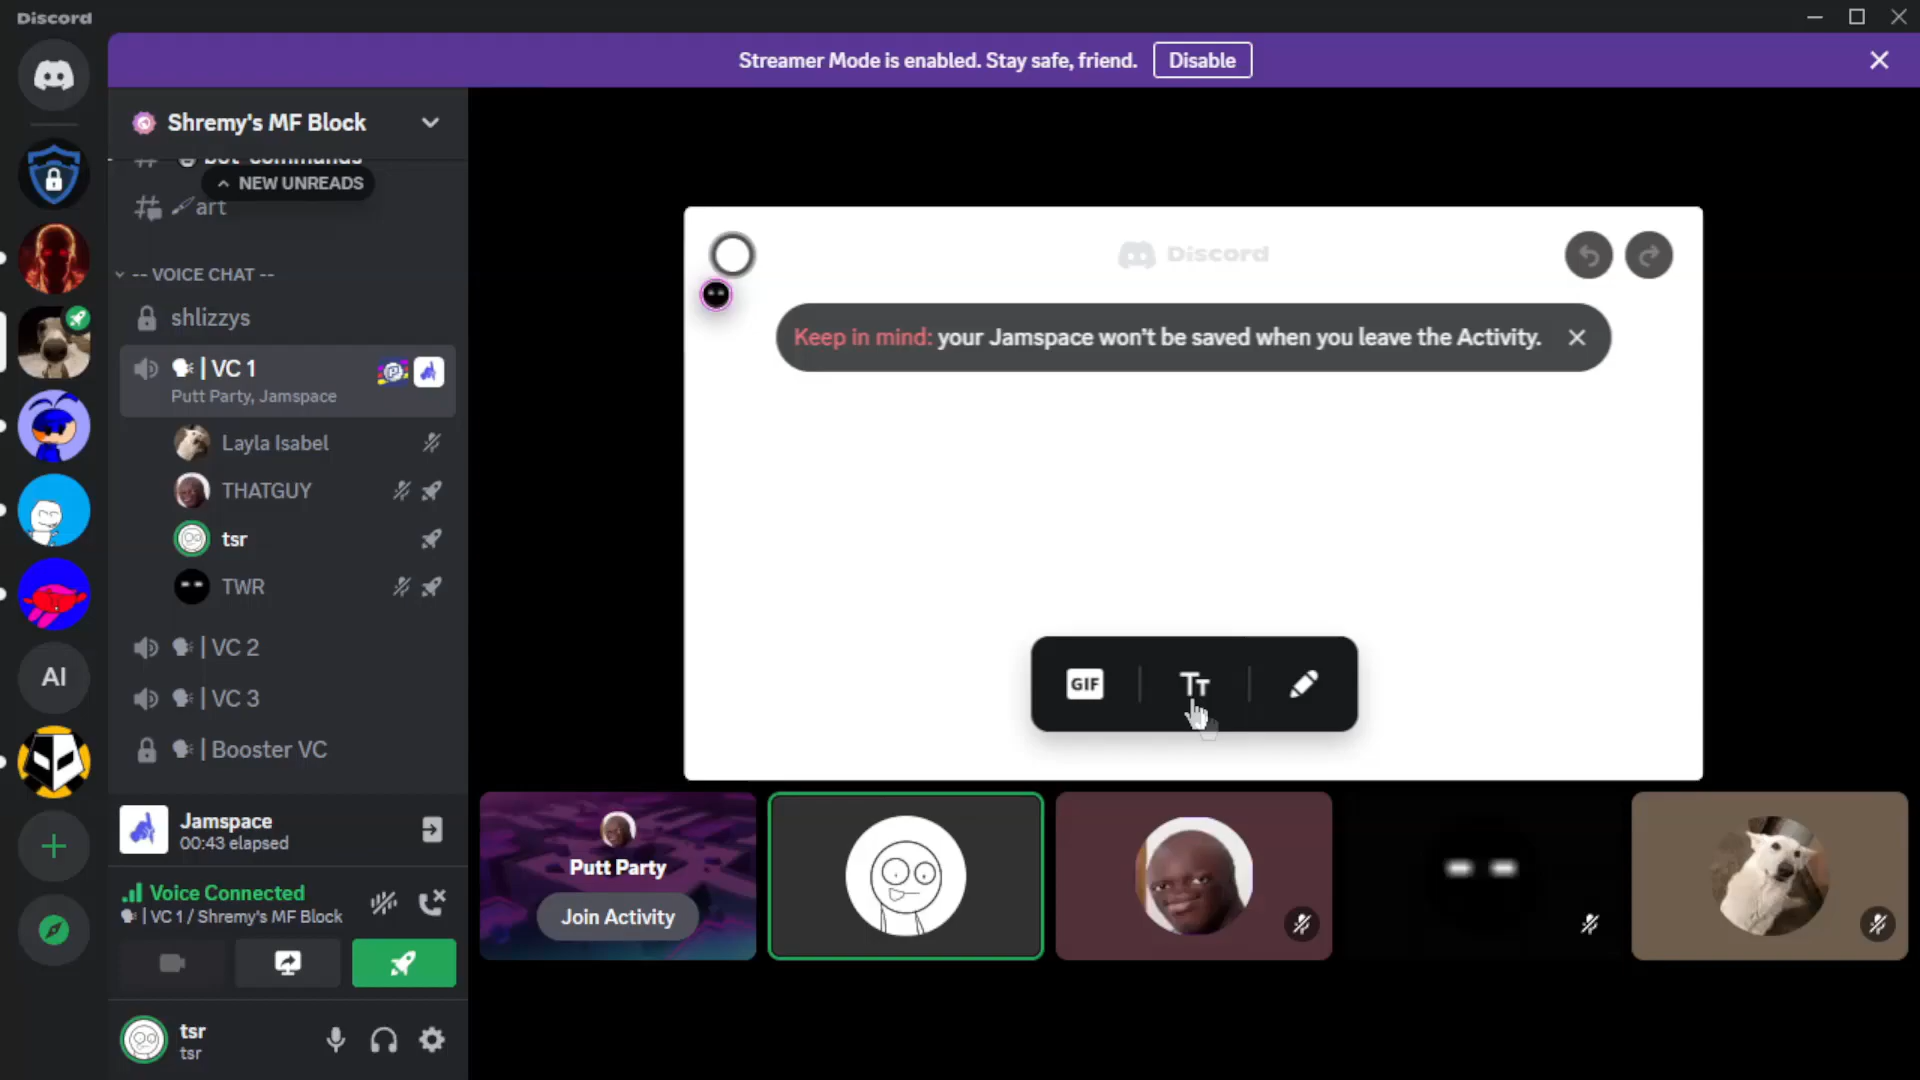 Discord
Streamer Mode is enabled. Stay safe, friend.
Disable
Shremy's MF Block
bot-commands
NEW UNREADS
art
-- VOICE CHAT --
shlizzys
| VC 1
Putt Party, Jamspace
Layla Isabel
THATGUY
tsr
TWR
| VC 2
| VC 3
| Booster VC
AI
Jamspace
00:43 elapsed
Voice Connected
| VC 1 / Shremy's MF Block
tsr
tsr
Discord
Keep in mind: your Jamspace won't be saved when you leave the Activity.
GIF
TT
Putt Party
Join Activity